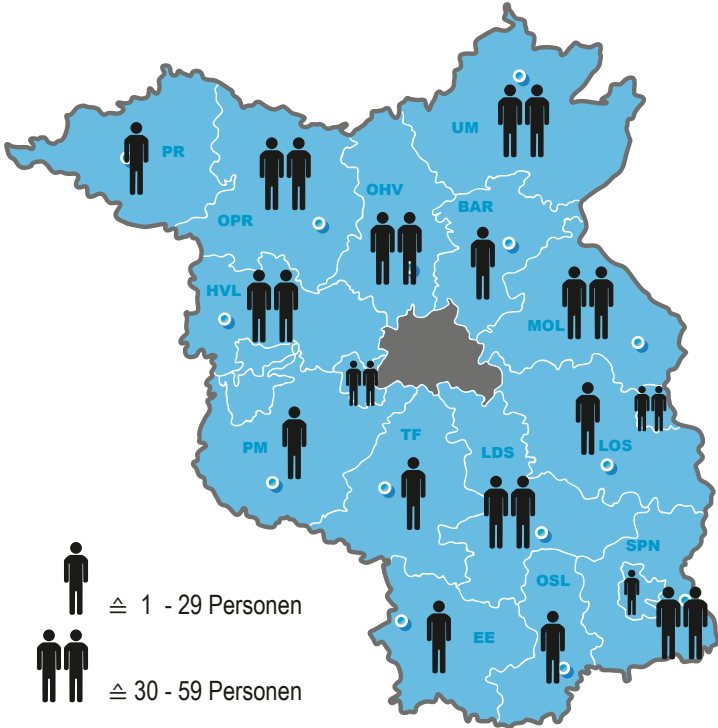 UM
PR
OHV
BAR
OPR
HVL
MOL
TF
PM
LDS
LOS
SPN
OSL
EE
≙ 1 - 29 Personen
≙ 30 - 59 Personen